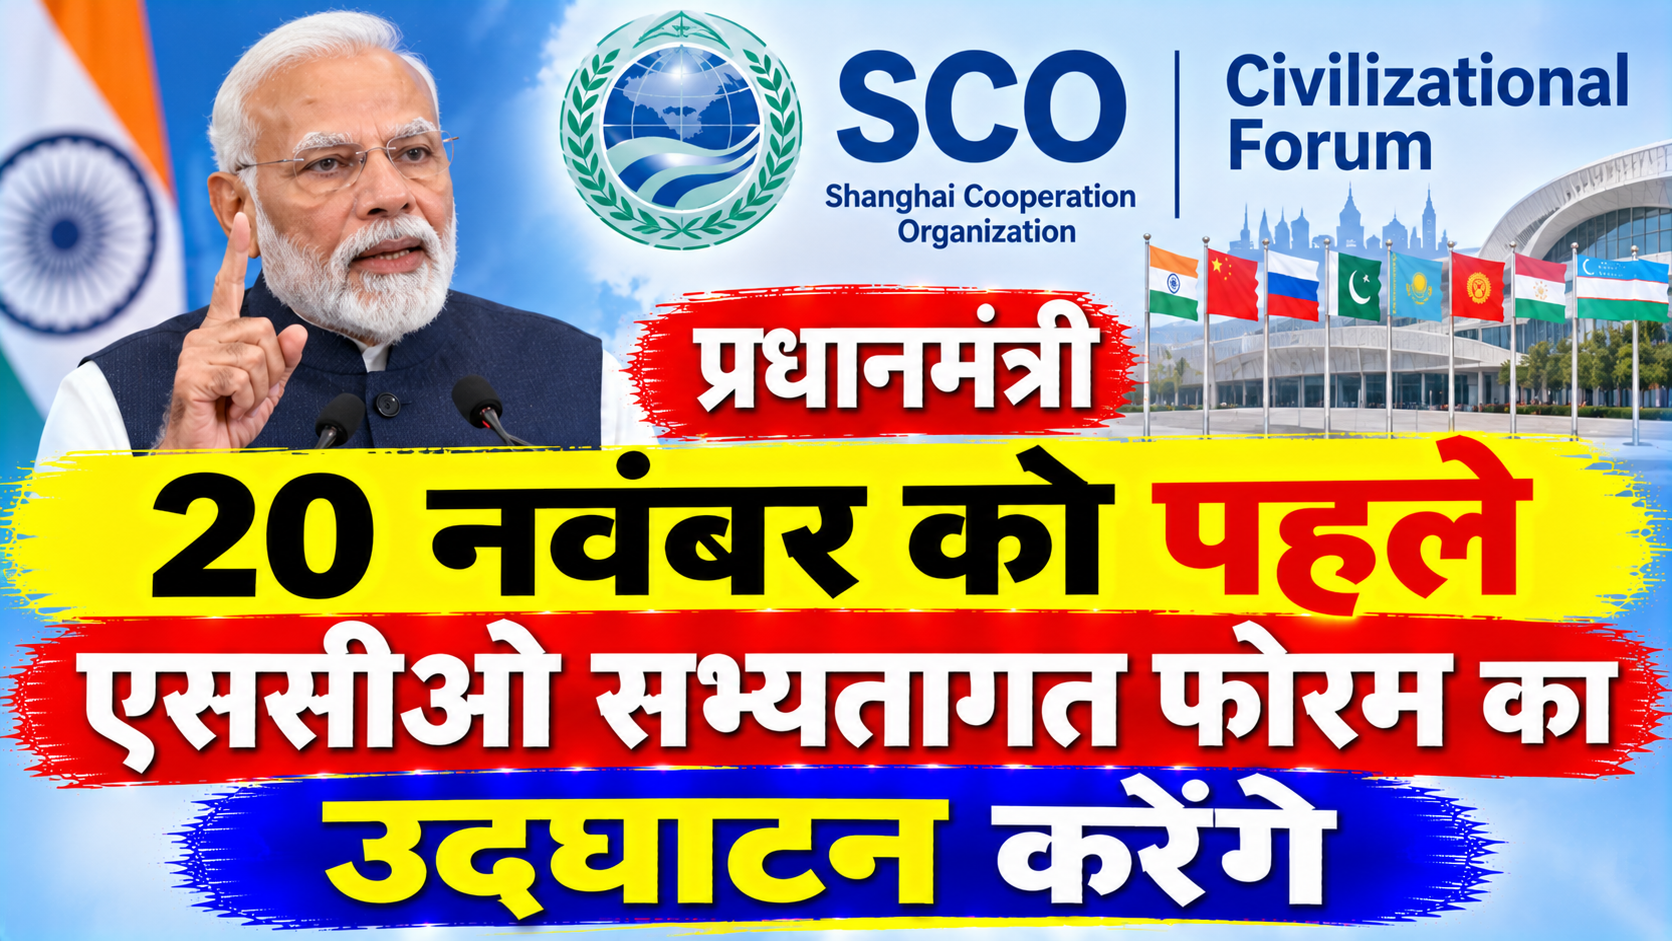 SCO
Shanghai Cooperation
Organization
Civilizational
Forum
प्रधानमंत्री
20 नवंबर को पहले
एससीओ सभ्यतागत फोरम का
उदघाटन करेंगे